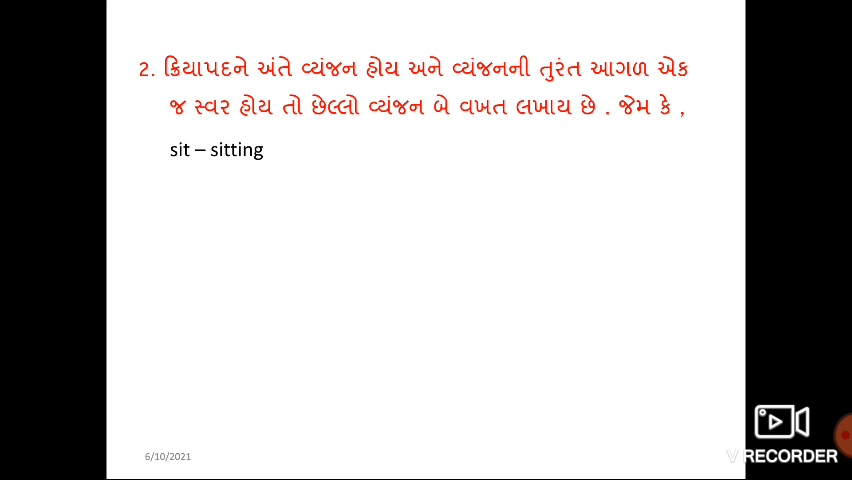 2. ક્રિયાપદને અંતે વ્યંજન હોય અને વ્યંજનની તુરંત આગળ એક
જ સ્વર હોય તો છેલ્લો વ્યંજન બે વખત લખાય છે . જેમ કે ,
sit – sitting
6/10/2021
V RECORDER